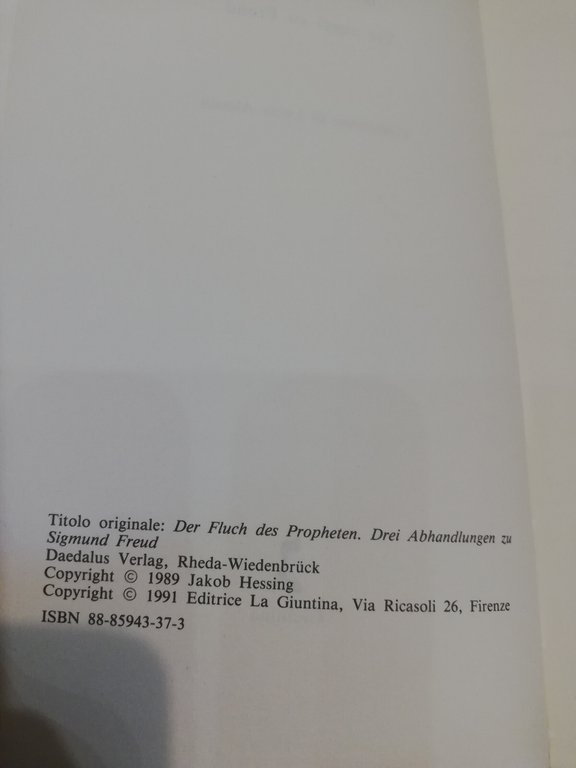 Titolo originale: Der Fluch des Propheten. Drei Abhandlungen zu
Sigmund Freud
Daedalus Verlag, Rheda-Wiedenbrück
Copyright © 1989 Jakob Hessing
Copyright © 1991 Editrice La Giuntina, Via Ricasoli 26, Firenze
ISBN 88-85943-37-3